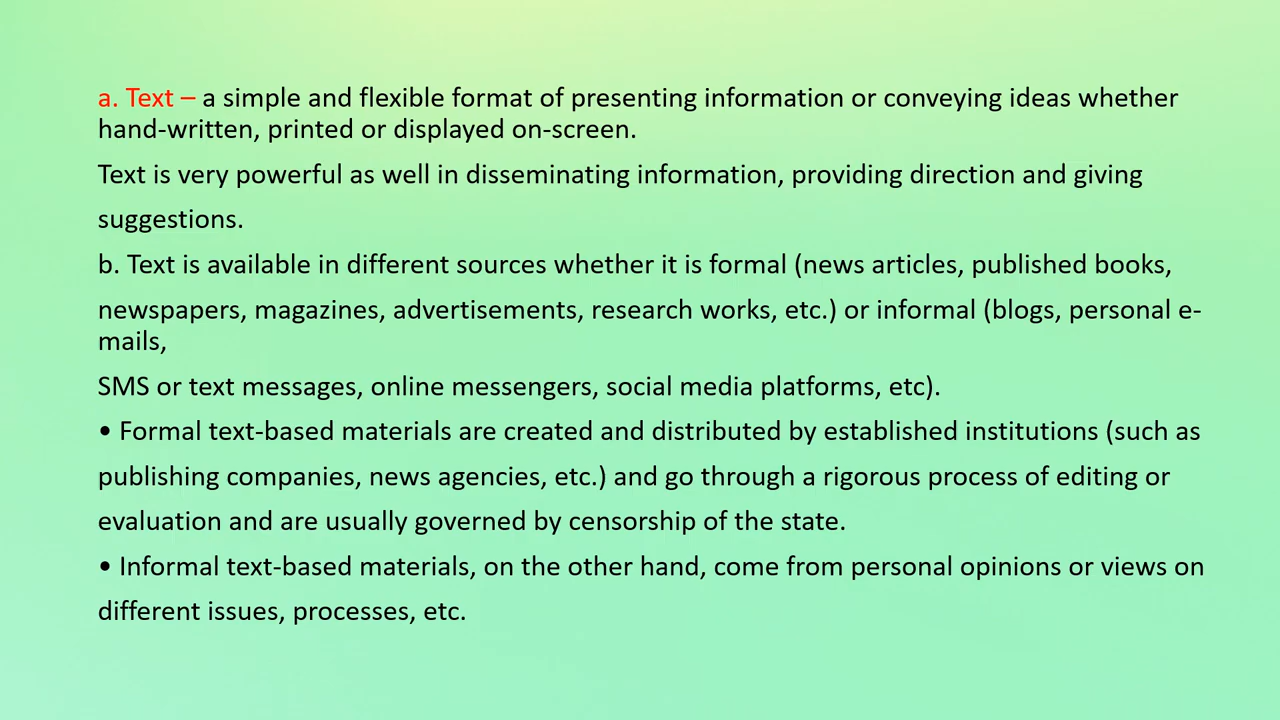 a. Text – a simple and flexible format of presenting information or conveying ideas whether
hand-written, printed or displayed on-screen.
Text is very powerful as well in disseminating information, providing direction and giving
suggestions.
b. Text is available in different sources whether it is formal (news articles, published books,
newspapers, magazines, advertisements, research works, etc.) or informal (blogs, personal e-
mails,
SMS or text messages, online messengers, social media platforms, etc).
• Formal text-based materials are created and distributed by established institutions (such as
publishing companies, news agencies, etc.) and go through a rigorous process of editing or
evaluation and are usually governed by censorship of the state.
• Informal text-based materials, on the other hand, come from personal opinions or views on
different issues, processes, etc.